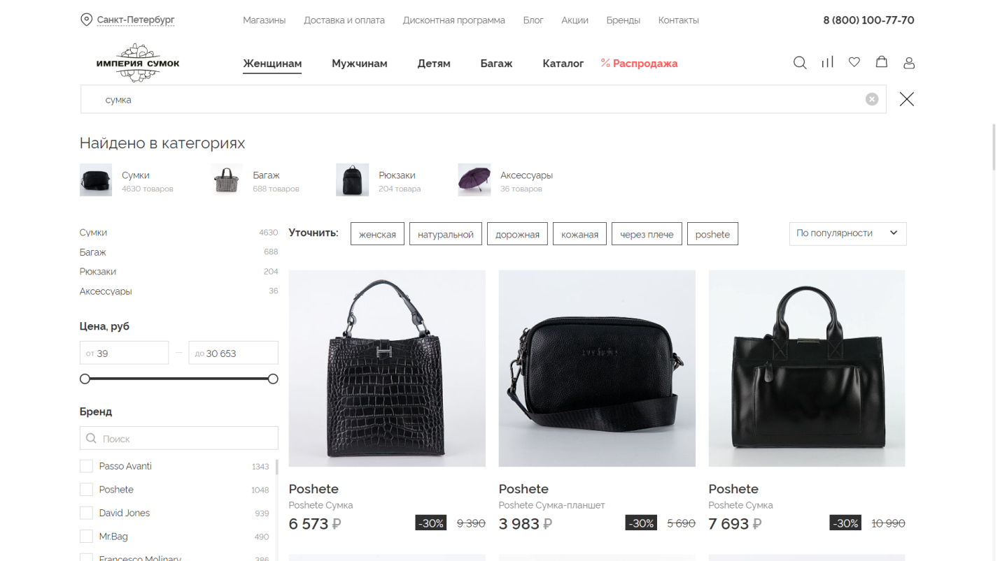 Санкт-Петербург
Магазины Доставка и оплата Дисконтная программа Блог Акции Бренды Контакты
8 (800) 100-77-70
ИМПЕРИЯ СУМОК
Женщинам Мужчинам Детям Багаж Каталог % Распродажа
сумка
Найдено в категориях
Сумки
4630 товаров
Багаж
688 товаров
Рюкзаки
204 товара
Аксессуары
36 товаров
Сумки 4630
Багаж 688
Рюкзаки 204
Аксессуары 36
Цена, руб
от 39 — до 30 653
Бренд
Поиск
Passo Avanti 1343
Poshete 1048
David Jones 939
Mr.Bag 490
Francesco Molinary 386
Уточнить: женская натуральной дорожная кожаная через плече poshete
По популярности
poshete
Poshete
Poshete Сумка
6 573 ₽ -30% 9 390
Poshete
Poshete Сумка-планшет
3 983 ₽ -30% 5 690
Poshete
Poshete Сумка
7 693 ₽ -30% 10 990